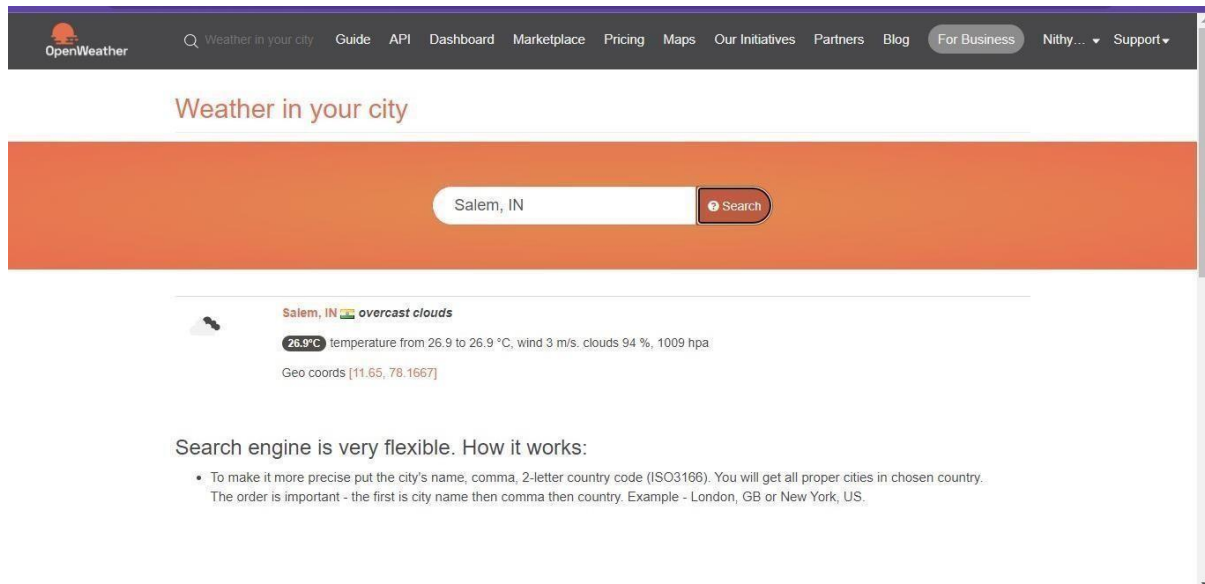 OpenWeather
Weather in your city Guide API Dashboard Marketplace Pricing Maps Our Initiatives Partners Blog For Business Nithy... Support
Weather in your city
Salem, IN Search
Salem, IN overcast clouds
26.9°C temperature from 26.9 to 26.9 °C, wind 3 m/s. clouds 94 %, 1009 hpa
Geo coords [11.65, 78.1667]
Search engine is very flexible. How it works:
• To make it more precise put the city's name, comma, 2-letter country code (ISO3166). You will get all proper cities in chosen country.
The order is important - the first is city name then comma then country. Example - London, GB or New York, US.